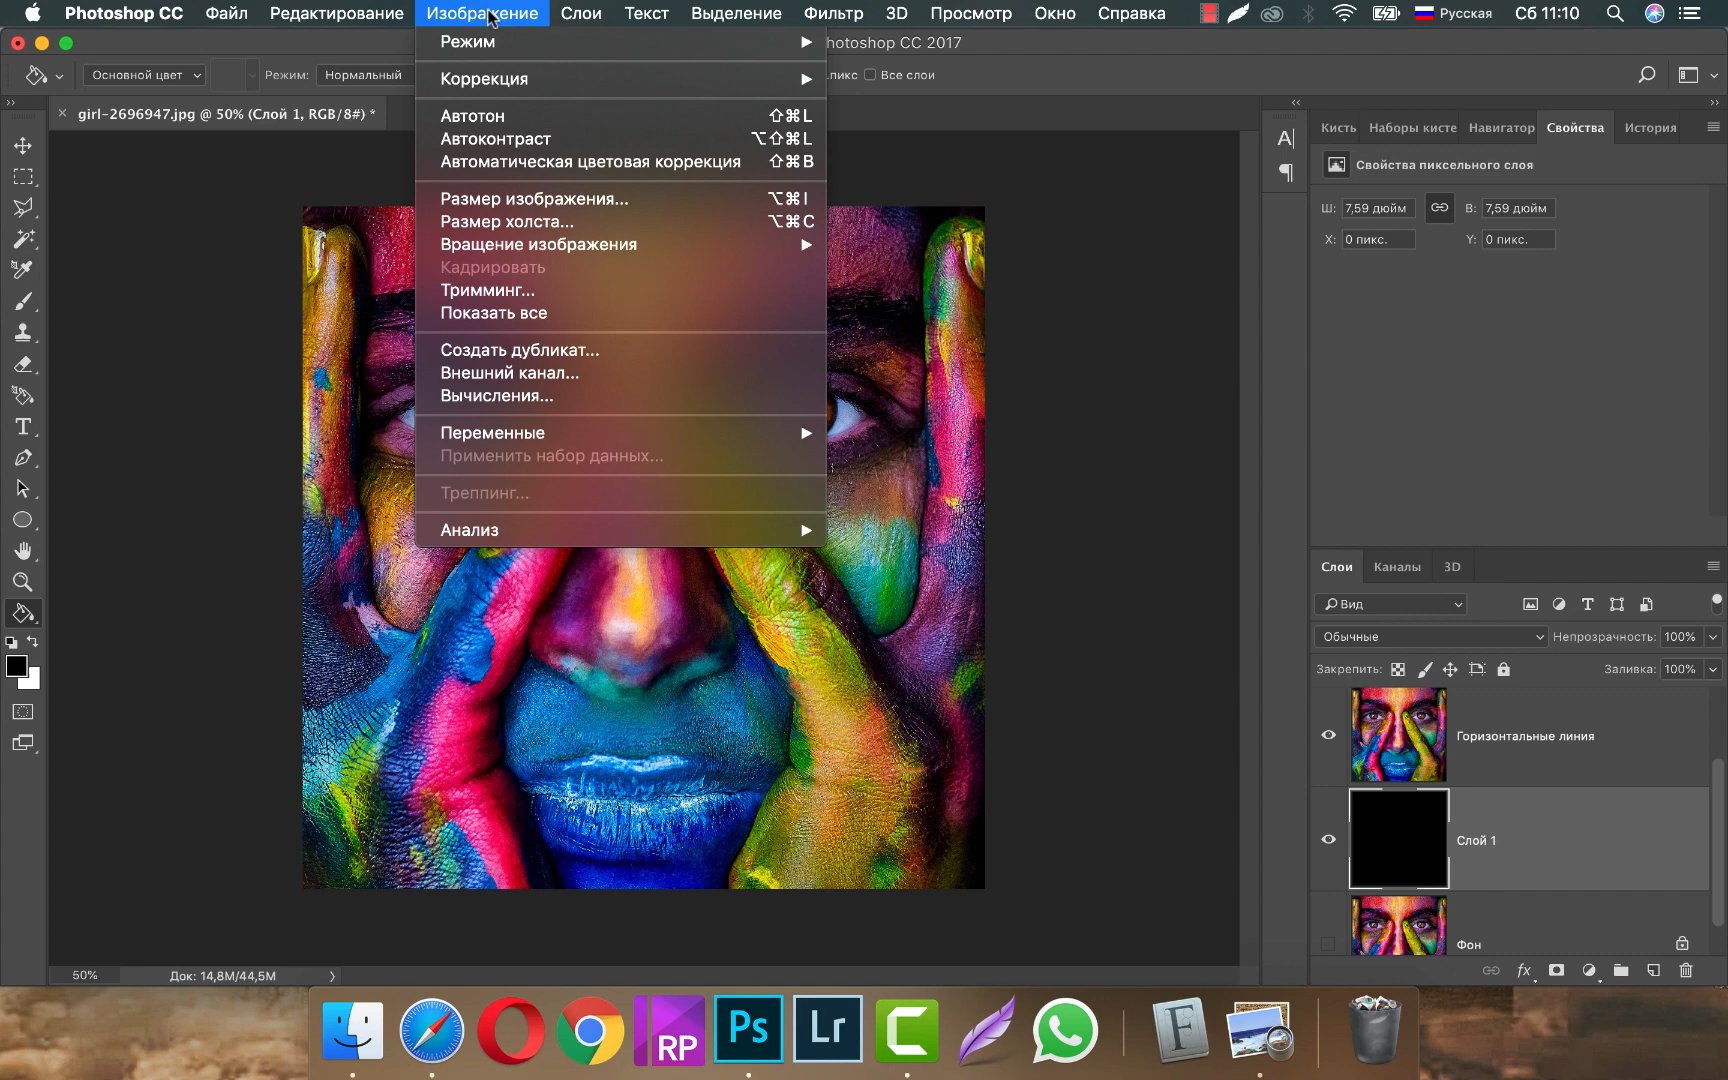 Photoshop CC Файл Редактирование Изображение Слои Текст Выделение Фильтр 3D Просмотр Окно Справка Русская Сб 11:10
hotoshop CC 2017
Основной цвет Режим: Нормальный .пикс Все слои
girl-2696947.jpg @ 50% (Слой 1, RGB/8#) *
Режим
Коррекция
Автотон ⇧⌘L
Автоконтраст ⌥⇧⌘L
Автоматическая цветовая коррекция ⇧⌘B
Размер изображения... ⌥⌘I
Размер холста... ⌥⌘C
Вращение изображения
Кадрировать
Тримминг...
Показать все
Создать дубликат...
Внешний канал...
Вычисления...
Переменные
Применить набор данных...
Треппинг...
Анализ
Кисть Наборы кисте Навигатор Свойства История
Свойства пиксельного слоя
Ш: 7,59 дюйм В: 7,59 дюйм
X: 0 пикс. Y: 0 пикс.
Слои Каналы 3D
Вид
Обычные Непрозрачность: 100%
Закрепить: Заливка: 100%
Горизонтальные линия
Слой 1
Фон
fx
50% Док: 14,8M/44,5M
RP Ps Lr F